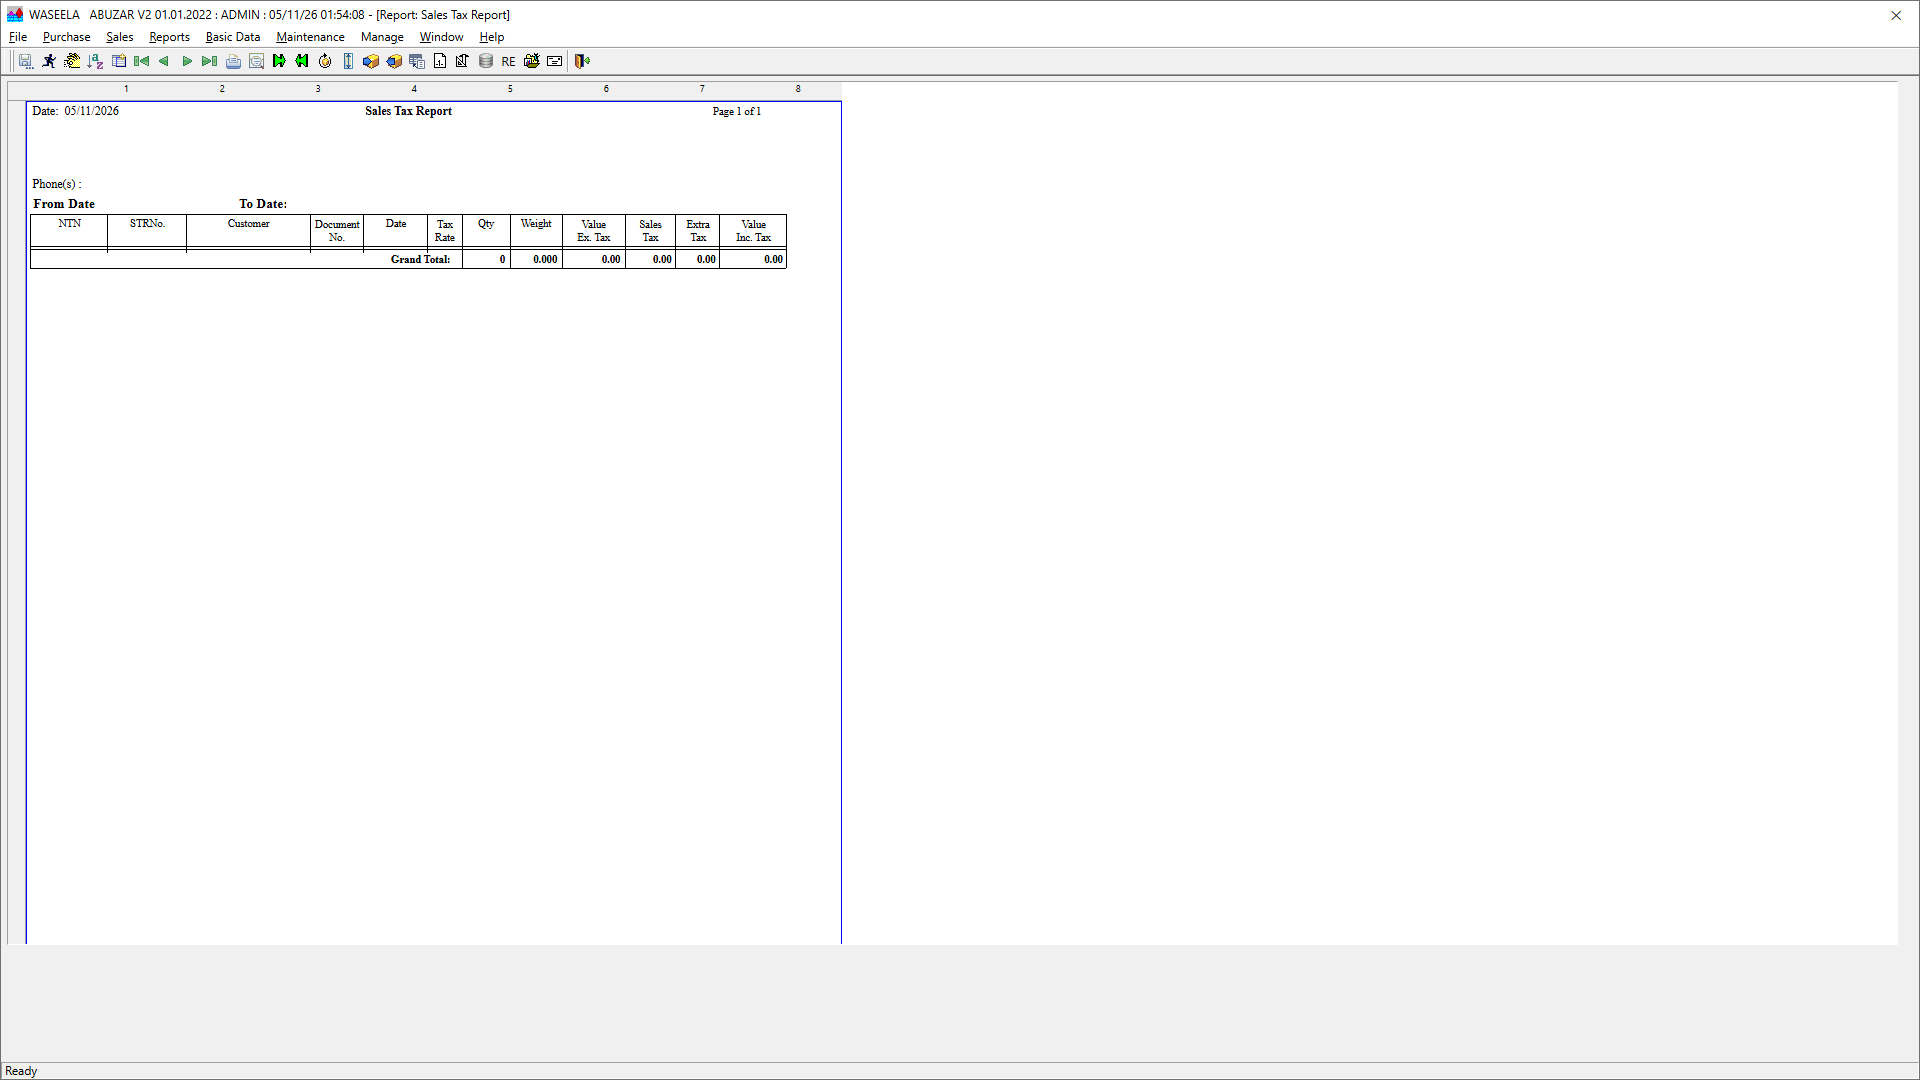 WASEELA   ABUZAR V2 01.01.2022 : ADMIN : 05/11/26 01:54:08 - [Report: Sales Tax Report]
File Purchase Sales Reports Basic Data Maintenance Manage Window Help
RE
1 2 3 4 5 6 7 8
Date: 05/11/2026 Sales Tax Report Page 1 of 1
Phone(s) :
From Date To Date:
NTN STRNo. Customer Document No. Date Tax Rate Qty Weight Value Ex. Tax Sales Tax Extra Tax Value Inc. Tax
Grand Total: 0 0.000 0.00 0.00 0.00 0.00
Ready